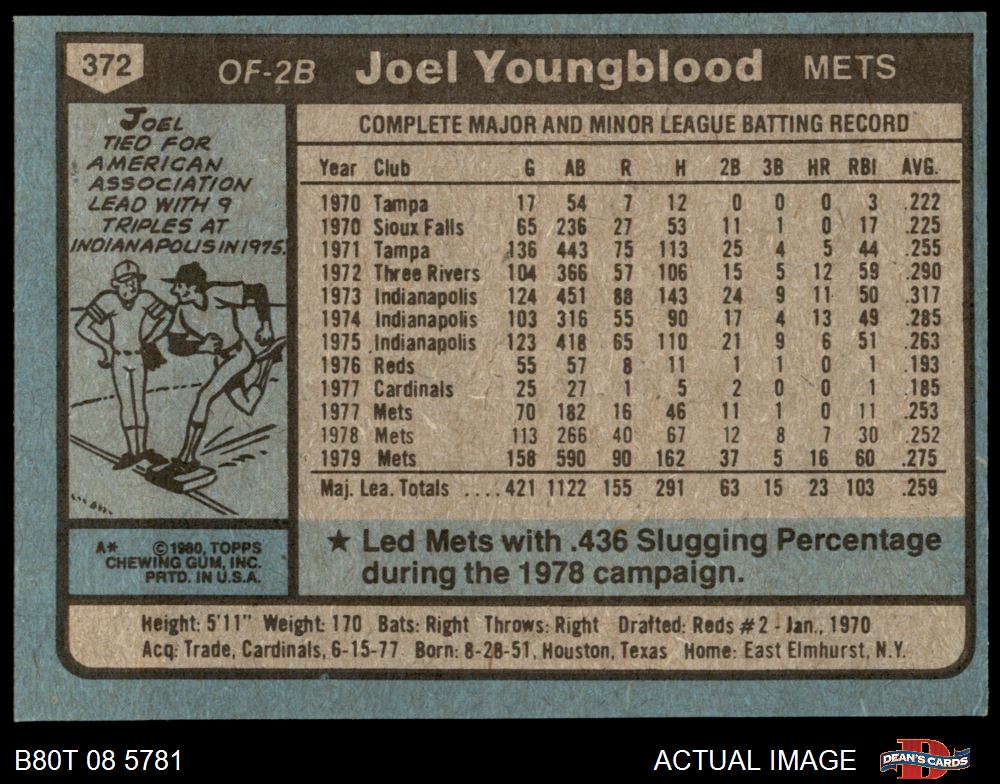 372 OF-2B Joel Youngblood METS
JOEL
TIED FOR
AMERICAN
ASSOCIATION
LEAD WITH 9
TRIPLES AT
INDIANAPOLIS IN 1975.
COMPLETE MAJOR AND MINOR LEAGUE BATTING RECORD
Year Club G AB R H 2B 3B HR RBI AVG.
1970 Tampa 17 54 7 12 0 0 0 3 .222
1970 Sioux Falls 65 236 27 53 11 1 0 17 .225
1971 Tampa 136 443 75 113 25 4 5 44 .255
1972 Three Rivers 104 366 57 106 15 5 12 59 .290
1973 Indianapolis 124 451 88 143 24 9 11 50 .317
1974 Indianapolis 103 316 55 90 17 4 13 49 .285
1975 Indianapolis 123 418 65 110 21 9 6 51 .263
1976 Reds 55 57 8 11 1 1 0 1 .193
1977 Cardinals 25 27 1 5 2 0 0 1 .185
1977 Mets 70 182 16 46 11 1 0 11 .253
1978 Mets 113 266 40 67 12 8 7 30 .252
1979 Mets 158 590 90 162 37 5 16 60 .275
Maj. Lea. Totals ....421 1122 155 291 63 15 23 103 .259
★ Led Mets with .436 Slugging Percentage
during the 1978 campaign.
A* ©1980, TOPPS
CHEWING GUM, INC.
PRTD. IN U.S.A.
Height: 5'11" Weight: 170 Bats: Right Throws: Right Drafted: Reds #2 - Jan., 1970
Acq: Trade, Cardinals, 6-15-77 Born: 8-28-51, Houston, Texas Home: East Elmhurst, N.Y.
B80T 08 5781 ACTUAL IMAGE DEAN'S CARDS